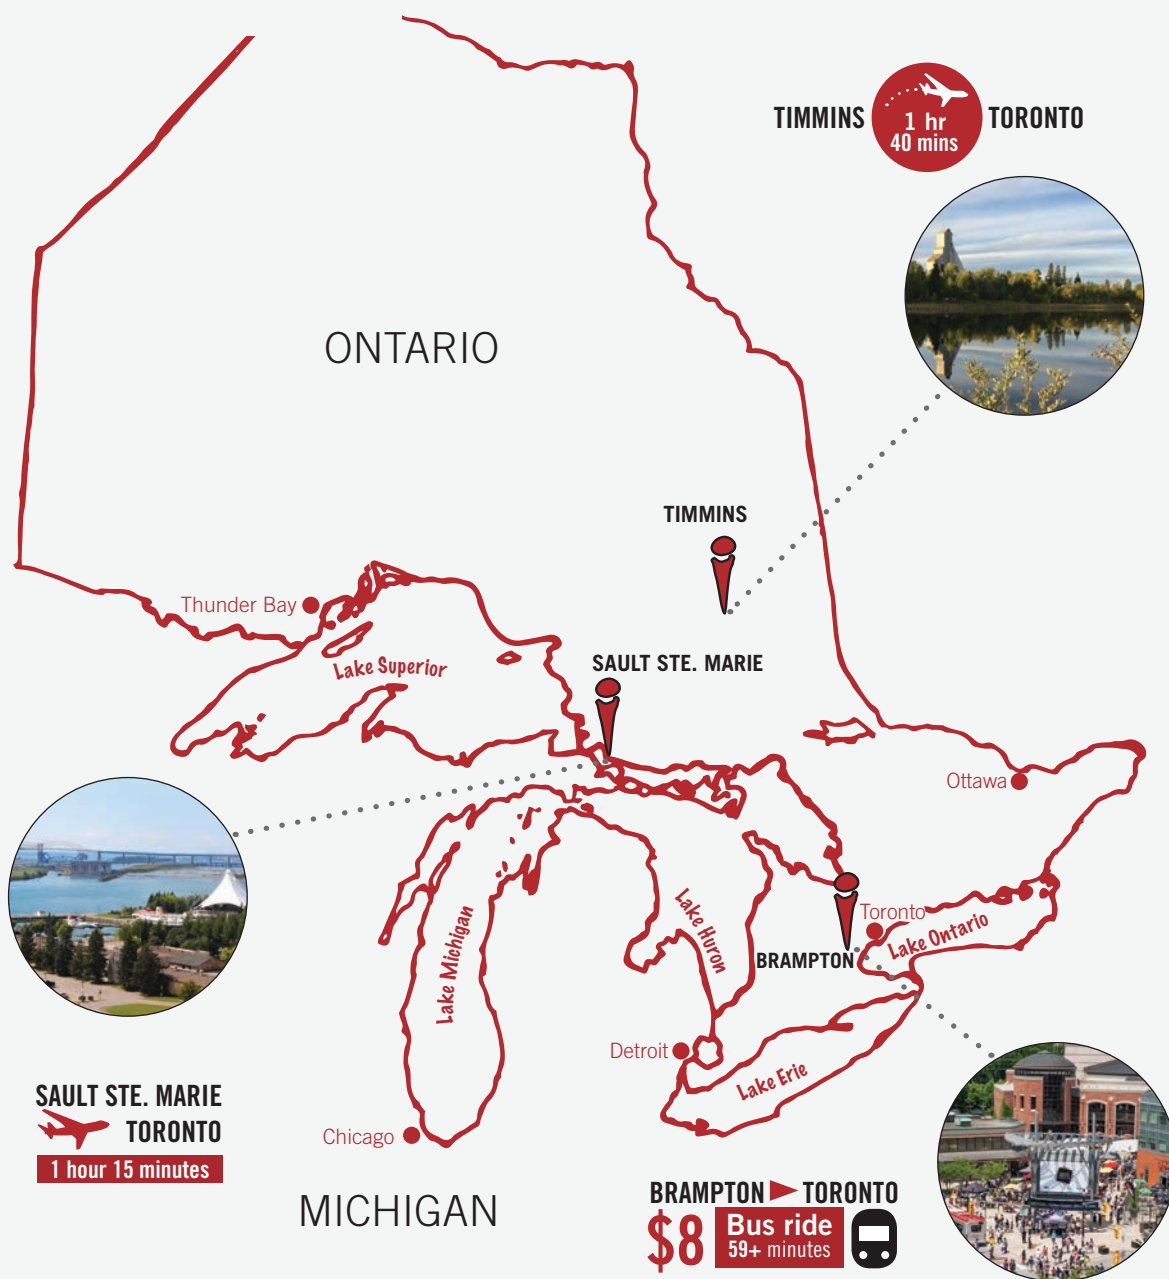 TIMMINS
1 hr
40 mins
TORONTO
ONTARIO
TIMMINS
Thunder Bay
SAULT STE. MARIE
Lake Superior
Ottawa
Toronto
Lake Ontario
Lake Huron
Lake Michigan
BRAMPTON
Detroit
Lake Erie
SAULT STE. MARIE
TORONTO
1 hour 15 minutes
Chicago
MICHIGAN
BRAMPTON TORONTO
$8
Bus ride
59+ minutes